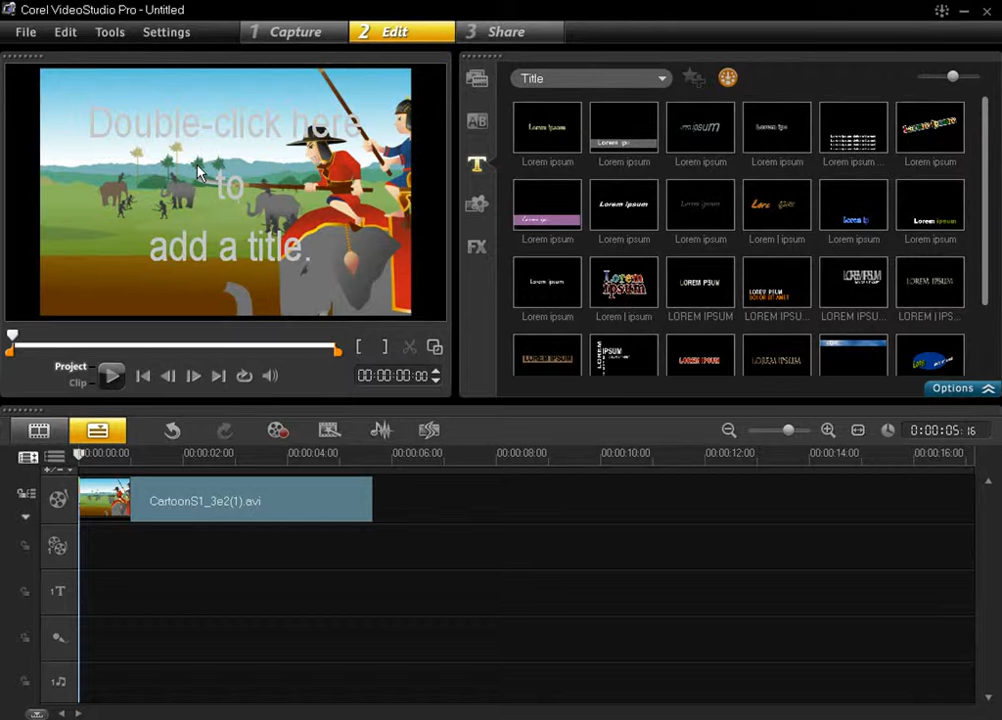 Corel VideoStudio Pro - Untitled
File Edit Tools Settings 1 Capture 2 Edit 3 Share
Double-click here
to
add a title.
Title
Lorem ipsum
Lorem ipsum
Lorem ipsum
Lorem ipsum
Lorem ipsum ...
Lorem ipsum
Lorem ipsum
Lorem ipsum
Lorem ipsum
Lorem | ipsum
Lorem ipsum
Lorem ipsum
Lorem ipsum
Lorem | ipsum
LOREM IPSUM
LOREM IPSU...
LOREM IPSU...
LOREM | IPS...
AB
T
FX
Project
Clip
00:00:00:00
Options
0:00:05:16
00:00:00:00 00:00:02:00 00:00:04:00 00:00:06:00 00:00:08:00 00:00:10:00 00:00:12:00 00:00:14:00 00:00:16:00
CartoonS1_3e2(1).avi
1T